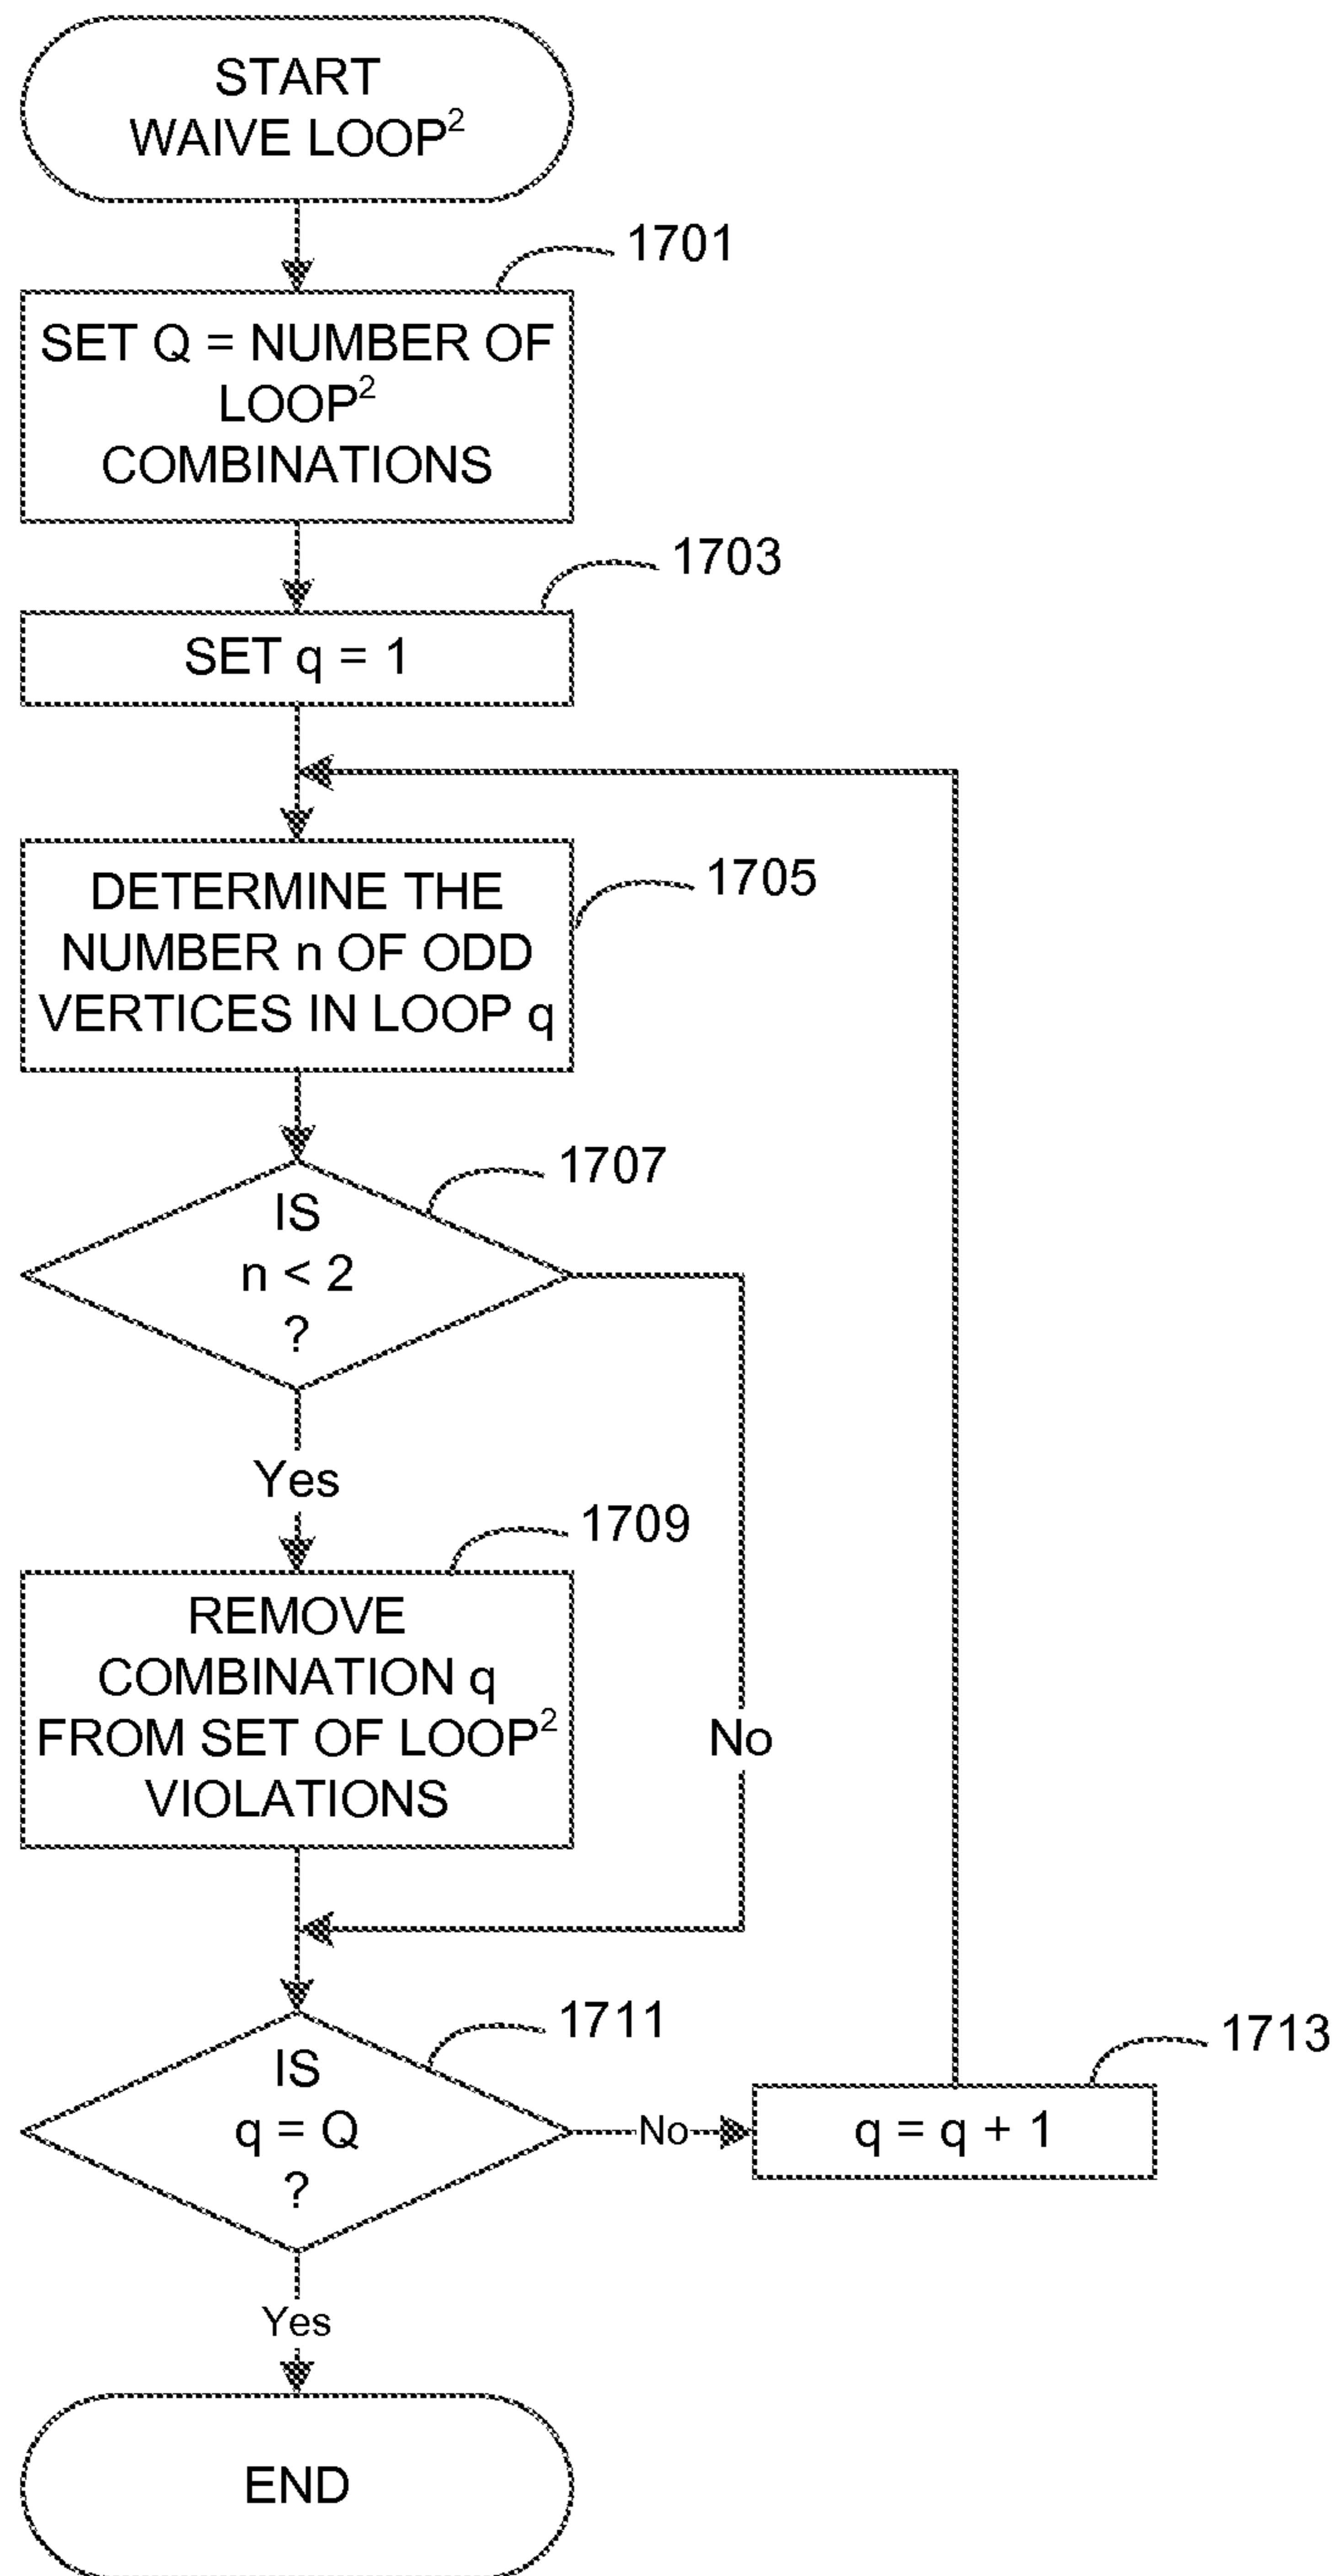 START
WAIVE LOOP²
1701
SET Q = NUMBER OF
LOOP²
COMBINATIONS
1703
SET q = 1
1705
DETERMINE THE
NUMBER n OF ODD
VERTICES IN LOOP q
1707
IS
n < 2
?
Yes
1709
REMOVE
COMBINATION q
FROM SET OF LOOP²
VIOLATIONS
No
1711
IS
q = Q
?
No
1713
q = q + 1
Yes
END